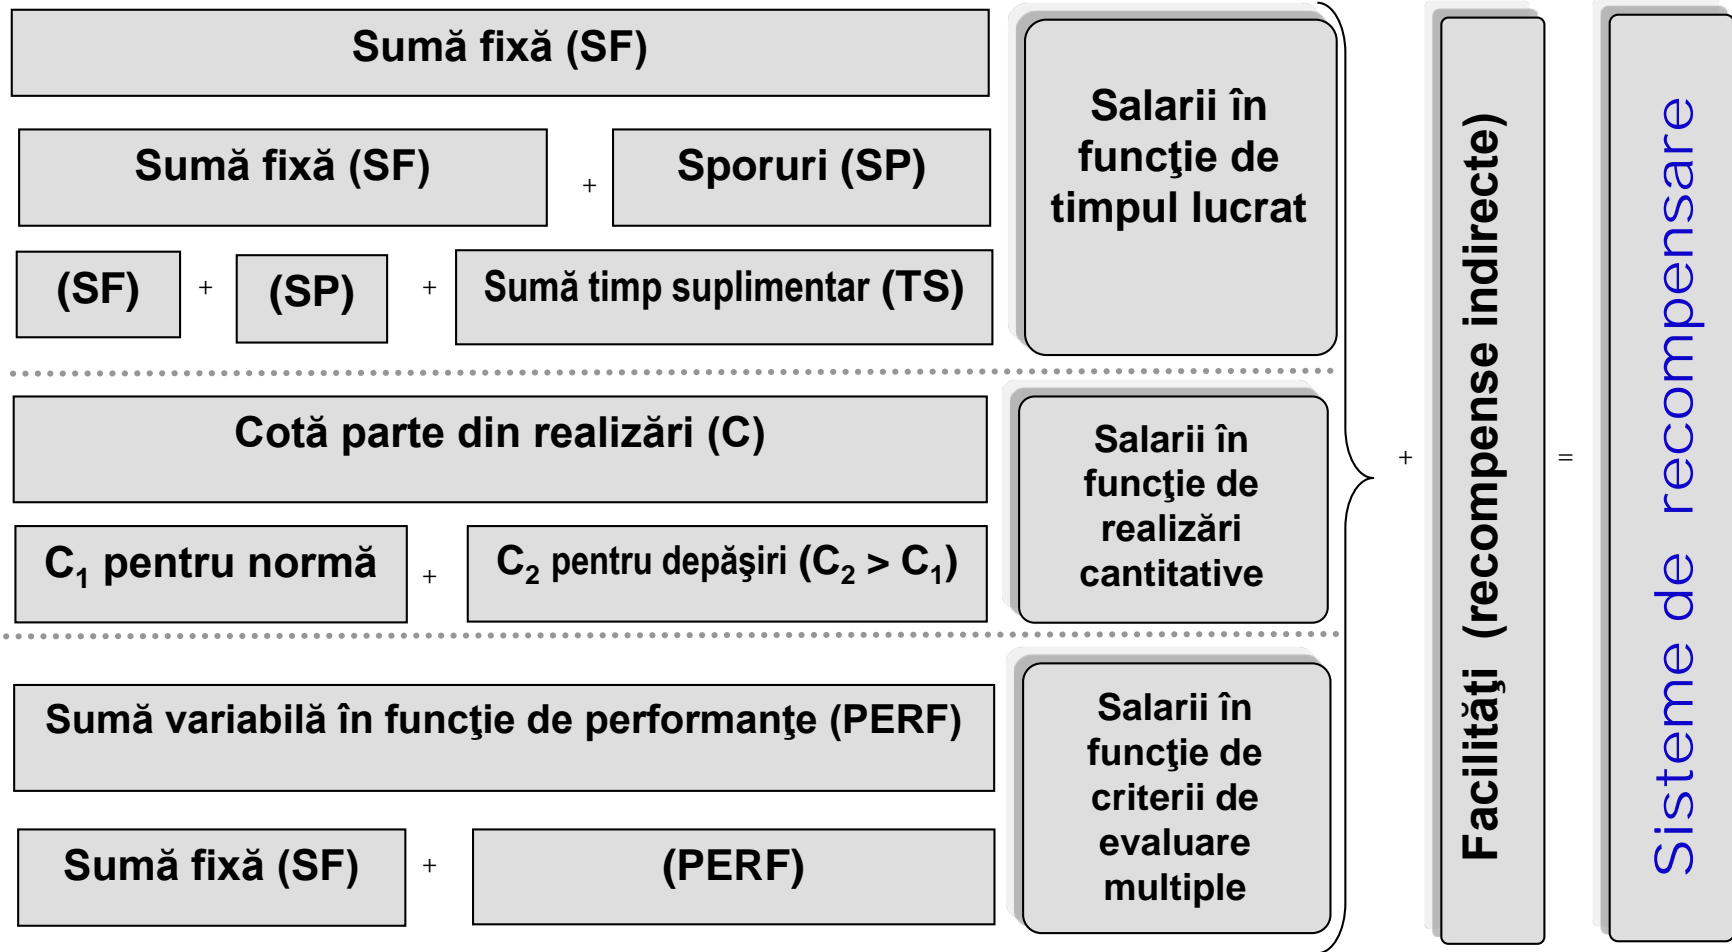 Sumă fixă (SF)
Sumă fixă (SF) + Sporuri (SP)
(SF) + (SP) + Sumă timp suplimentar (TS)
Salarii în
funcţie de
timpul lucrat
Cotă parte din realizări (C)
C₁ pentru normă + C₂ pentru depăşiri (C₂ > C₁)
Salarii în
funcţie de
realizări
cantitative
Sumă variabilă în funcţie de performanţe (PERF)
Sumă fixă (SF) + (PERF)
Salarii în
funcţie de
criterii de
evaluare
multiple
+
Facilităţi (recompense indirecte)
=
Sisteme de recompensare